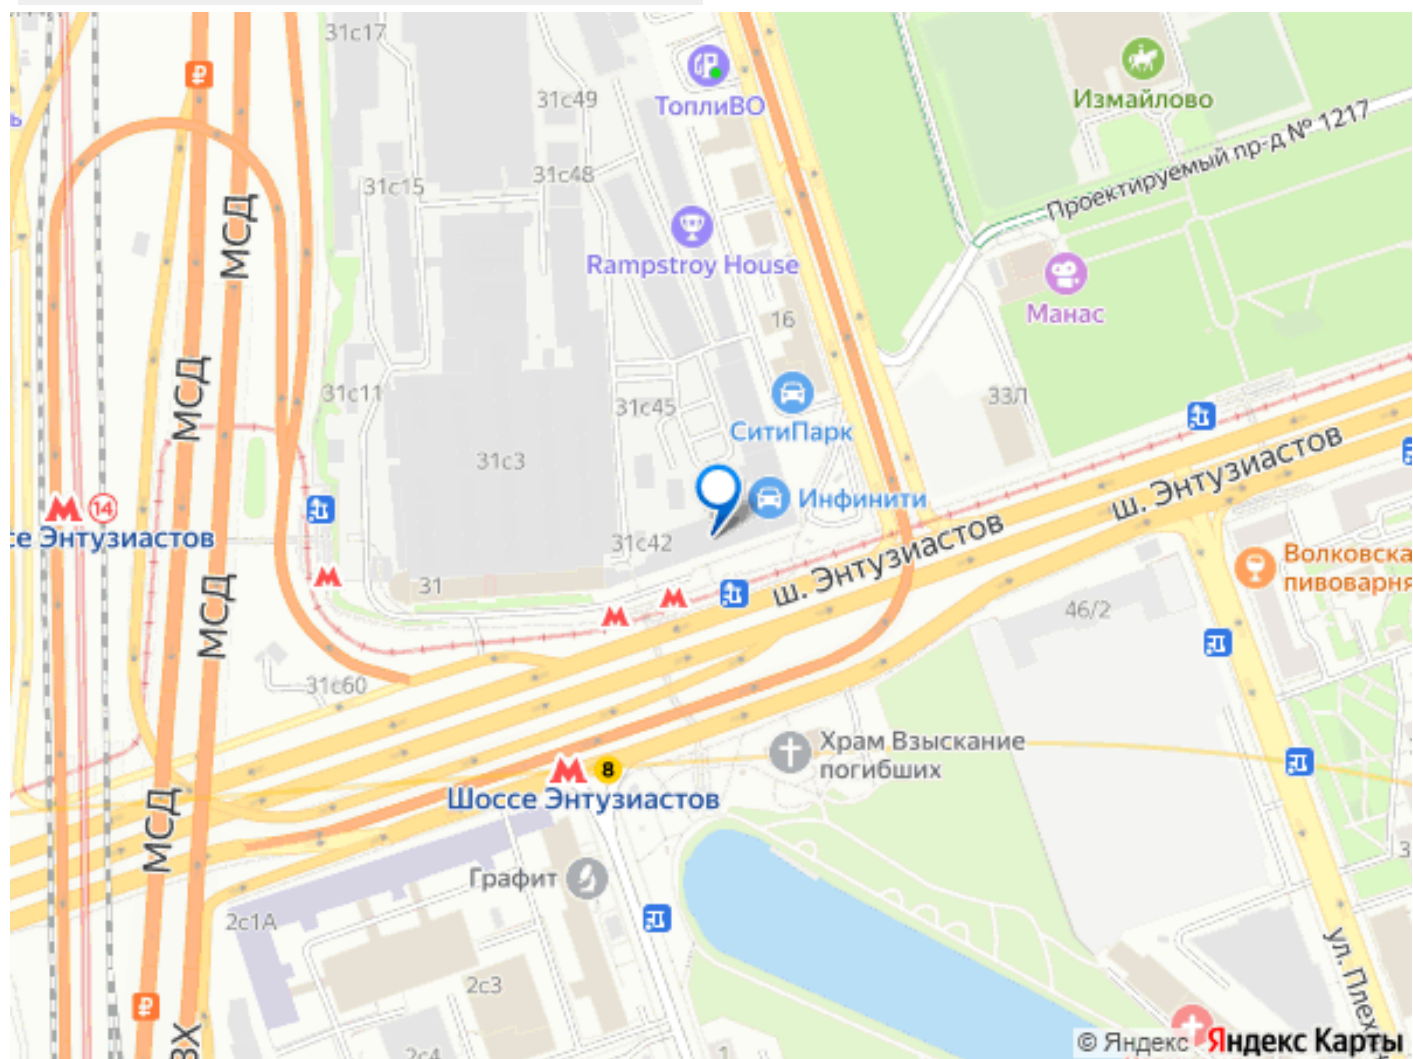 31с17
ТоплиВО
31с49
Измайлово
Проектируемый пр-д № 1217
31с15
31с48
МСД
Rampstroy House
Манас
16
МСД
31с11
31с45
СитиПарк
33Л
31с3
ш. Энтузиастов
14
Инфинити
се Энтузиастов
31с42
ш. Энтузиастов
Волковска
пивоварня
31
МСД
46/2
31с60
Храм Взыскание
погибших
8
Шоссе Энтузиастов
МСД
Графит
2с1А
2с3
ул. Плех
2с4
1
© Яндекс Яндекс Карты